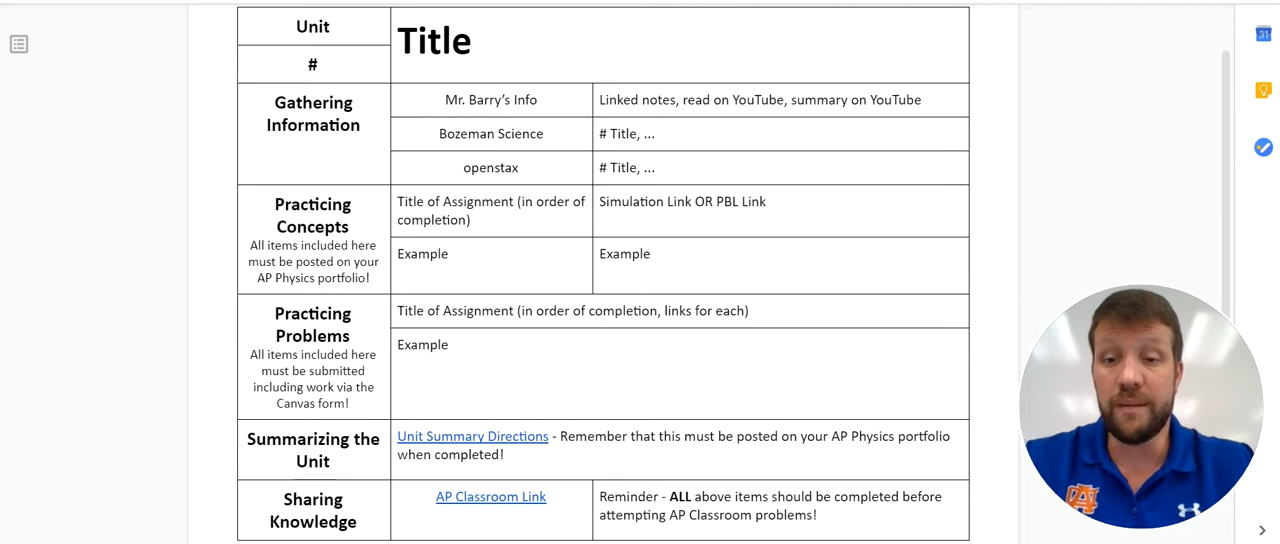 Unit
#
Title
Gathering
Information
Mr. Barry's Info
Linked notes, read on YouTube, summary on YouTube
Bozeman Science
# Title, ...
openstax
# Title, ...
Practicing
Concepts
All items included here
must be posted on your
AP Physics portfolio!
Title of Assignment (in order of
completion)
Simulation Link OR PBL Link
Example
Example
Practicing
Problems
All items included here
must be submitted
including work via the
Canvas form!
Title of Assignment (in order of completion, links for each)
Example
Summarizing the
Unit
Unit Summary Directions - Remember that this must be posted on your AP Physics portfolio
when completed!
Sharing
Knowledge
AP Classroom Link
Reminder - ALL above items should be completed before
attempting AP Classroom problems!
31